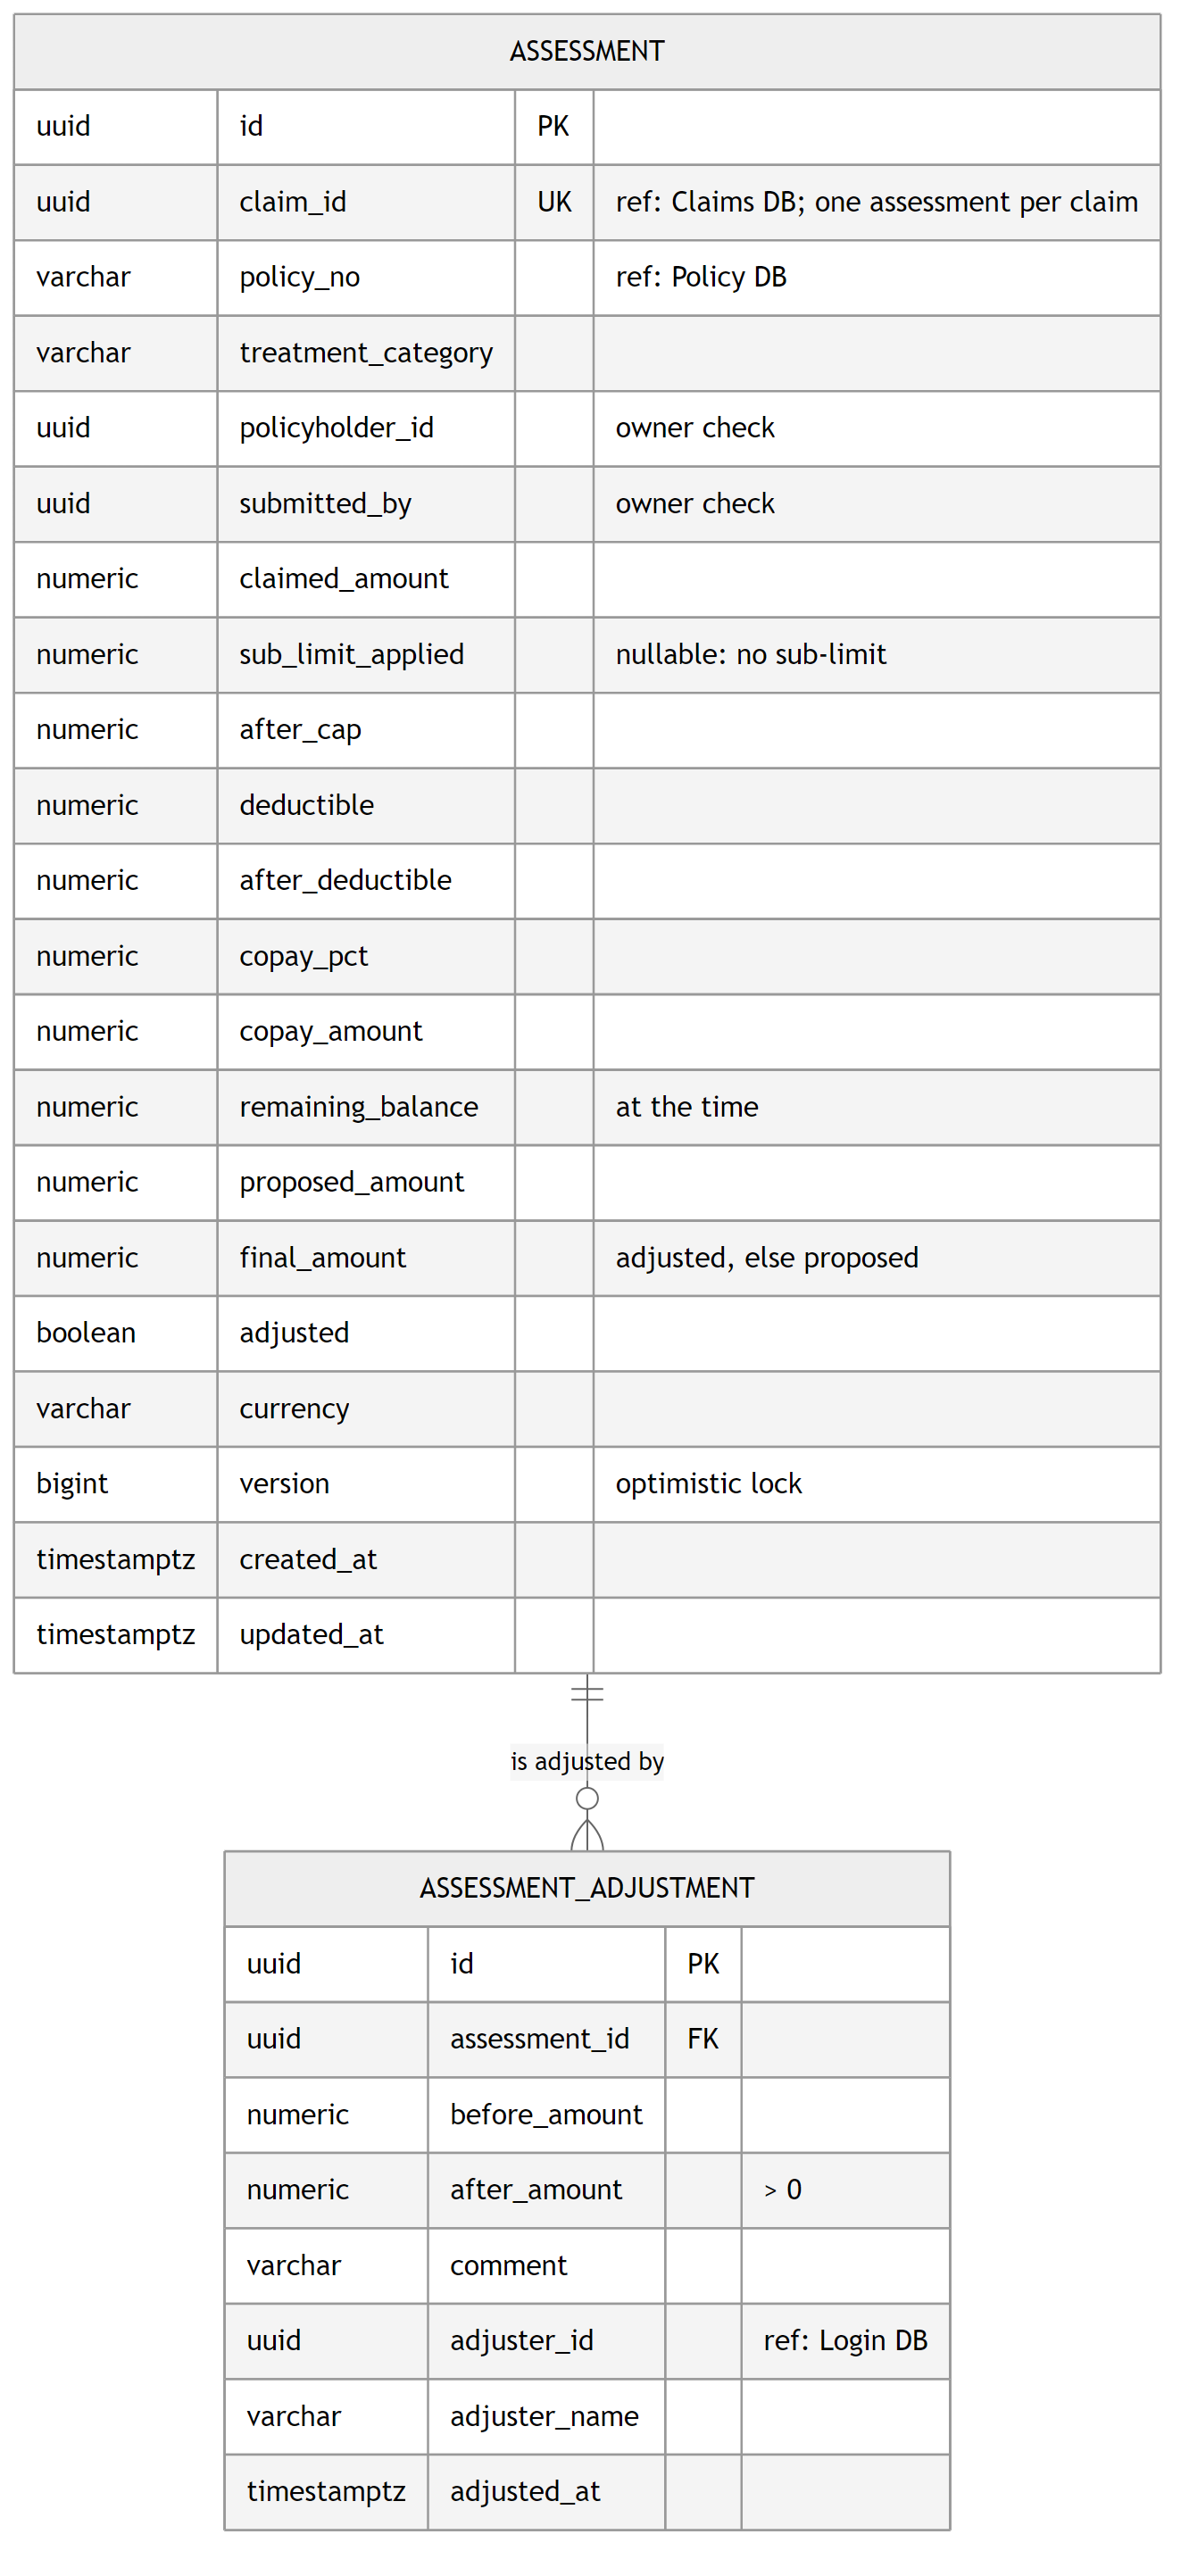 ASSESSMENT
uuid id PK
uuid claim_id UK ref: Claims DB; one assessment per claim
varchar policy_no ref: Policy DB
varchar treatment_category
uuid policyholder_id owner check
uuid submitted_by owner check
numeric claimed_amount
numeric sub_limit_applied nullable: no sub-limit
numeric after_cap
numeric deductible
numeric after_deductible
numeric copay_pct
numeric copay_amount
numeric remaining_balance at the time
numeric proposed_amount
numeric final_amount adjusted, else proposed
boolean adjusted
varchar currency
bigint version optimistic lock
timestamptz created_at
timestamptz updated_at
is adjusted by
ASSESSMENT_ADJUSTMENT
uuid id PK
uuid assessment_id FK
numeric before_amount
numeric after_amount > 0
varchar comment
uuid adjuster_id ref: Login DB
varchar adjuster_name
timestamptz adjusted_at